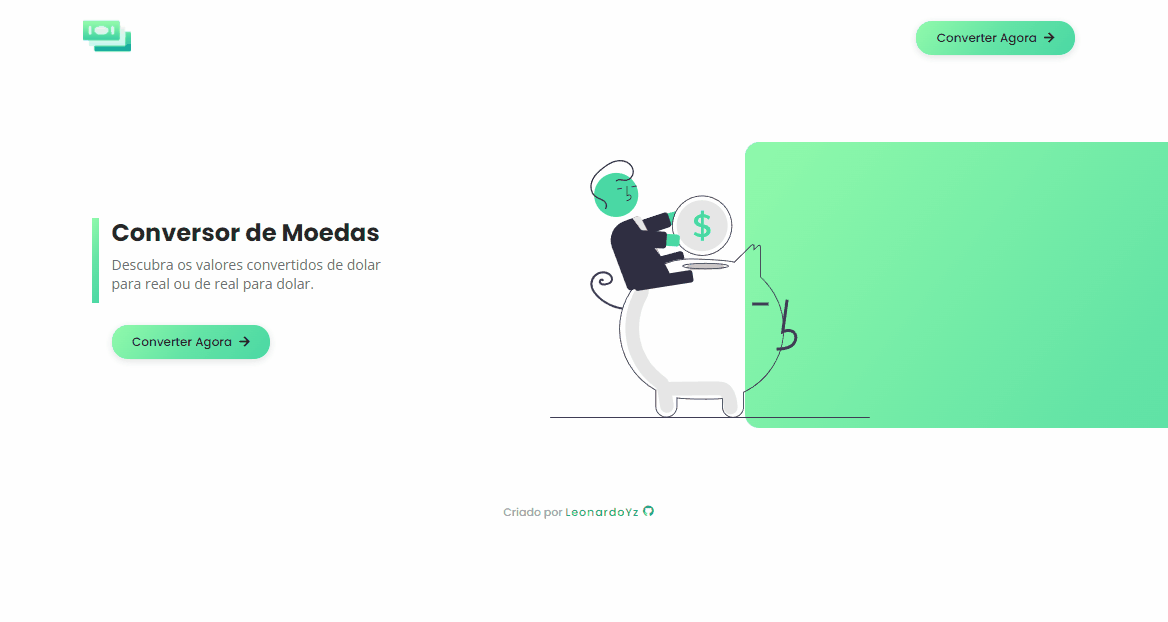 Converter Agora
$
Conversor de Moedas
Descubra os valores convertidos de dolar
para real ou de real para dolar.
Converter Agora
Criado por LeonardoYz